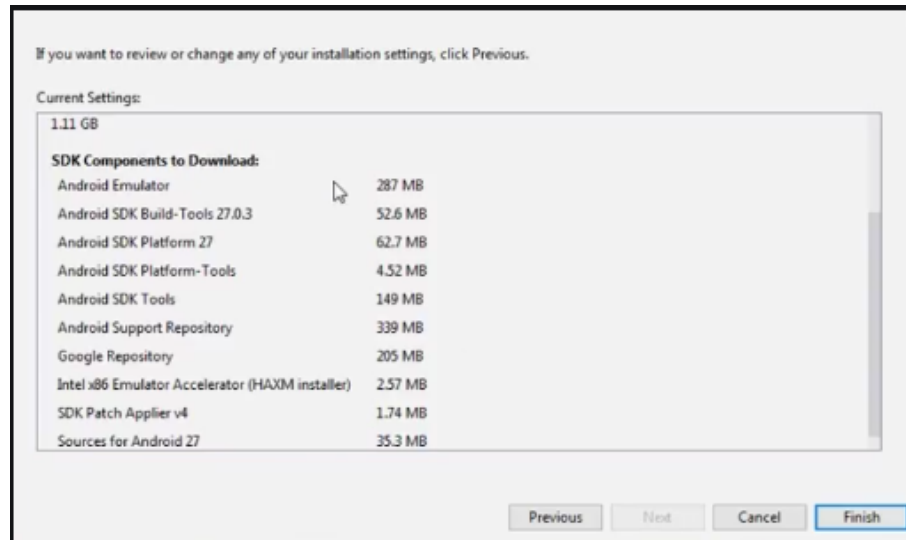 If you want to review or change any of your installation settings, click Previous.
Current Settings:
1.11 GB
SDK Components to Download:
Android Emulator 287 MB
Android SDK Build-Tools 27.0.3 52.6 MB
Android SDK Platform 27 62.7 MB
Android SDK Platform-Tools 4.52 MB
Android SDK Tools 149 MB
Android Support Repository 339 MB
Google Repository 205 MB
Intel x86 Emulator Accelerator (HAXM installer) 2.57 MB
SDK Patch Applier v4 1.74 MB
Sources for Android 27 35.3 MB
Previous Next Cancel Finish